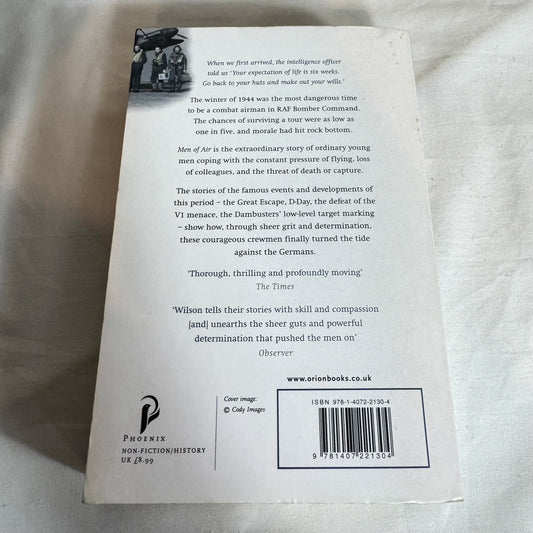 When we first arrived, the intelligence officer
told us 'Your expectation of life is six weeks.
Go back to your huts and make out your wills.'
The winter of 1944 was the most dangerous time
to be a combat airman in RAF Bomber Command.
The chances of surviving a tour were as low as
one in five, and morale had hit rock bottom.
Men of Air is the extraordinary story of ordinary young
men coping with the constant pressure of flying, loss
of colleagues, and the threat of death or capture.
The stories of the famous events and developments of
this period – the Great Escape, D-Day, the defeat of the
V1 menace, the Dambusters' low-level target marking
– show how, through sheer grit and determination,
these courageous crewmen finally turned the tide
against the Germans.
'Thorough, thrilling and profoundly moving'
The Times
'Wilson tells their stories with skill and compassion
[and] unearths the sheer guts and powerful
determination that pushed the men on'
Observer
www.orionbooks.co.uk
PHOENIX
NON-FICTION/HISTORY
UK £8.99
Cover image:
© Cody Images
ISBN 978-1-4072-2130-4
9 781407 221304